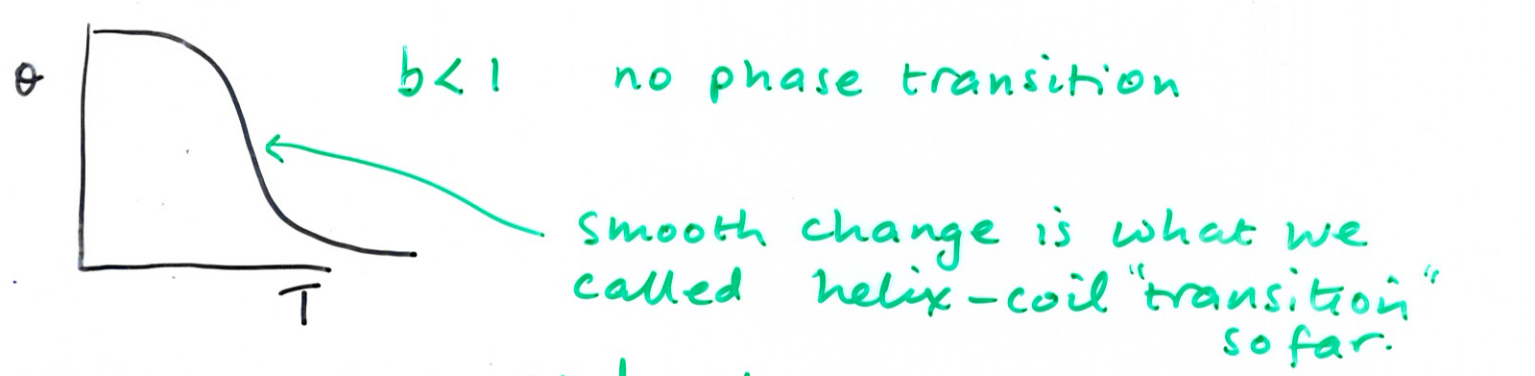 θ
b < 1 no phase transition
smooth change is what we
called helix-coil "transition"
so far.
T